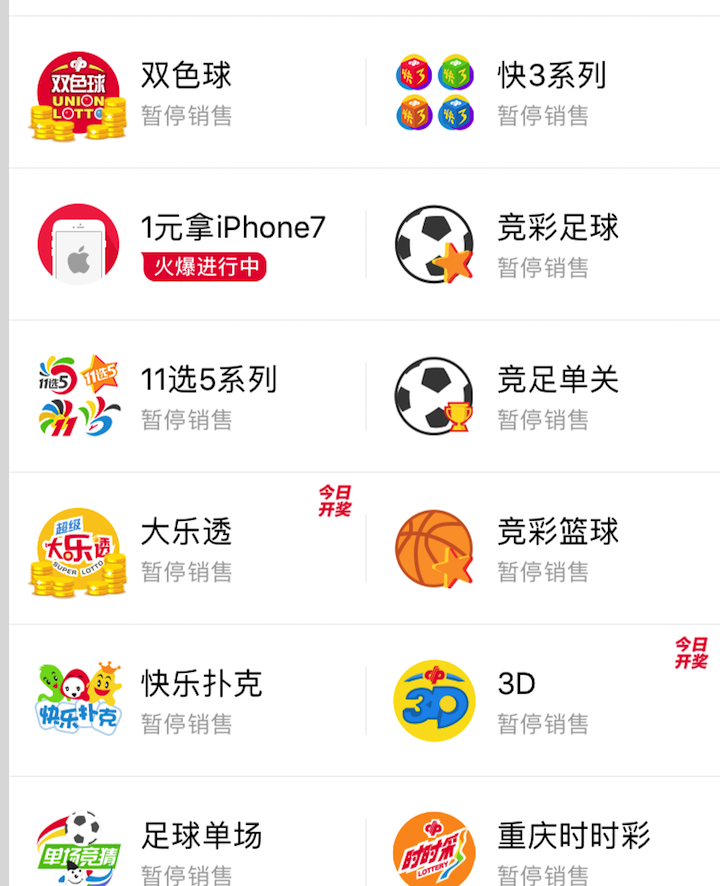 双色球
UNION
LOTTO
双色球
暂停销售
快3
快3
快3
快3
快3系列
暂停销售
1元拿iPhone7
火爆进行中
竞彩足球
暂停销售
11选5
11选5
11
5
11选5系列
暂停销售
竞足单关
暂停销售
超级
大乐透
SUPER LOTTO
大乐透
暂停销售
今日
开奖
竞彩篮球
暂停销售
快乐扑克
快乐扑克
暂停销售
3D
3D
暂停销售
今日
开奖
单场竞猜
足球单场
暂停销售
时时彩
LOTTERY
重庆时时彩
暂停销售